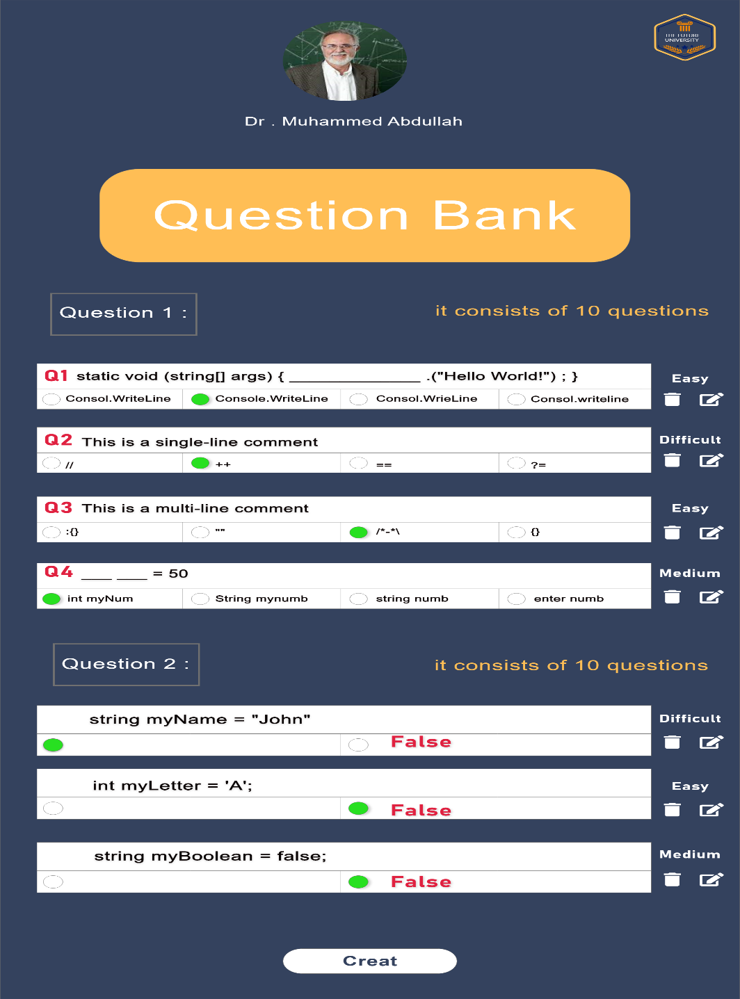 THE FUTURE
UNIVERSITY
Dr . Muhammed Abdullah
Question Bank
Question 1 :
it consists of 10 questions
Q1 static void (string[] args) { _________________ .("Hello World!") ; }
Easy
Consol.WriteLine Console.WriteLine Consol.WrieLine Consol.writeline
Q2 This is a single-line comment
Difficult
// ++ == ?=
Q3 This is a multi-line comment
Easy
:{} "" /*-*\ {}
Q4 ____ ____ = 50
Medium
int myNum String mynumb string numb enter numb
Question 2 :
it consists of 10 questions
string myName = "John"
Difficult
False
int myLetter = 'A';
Easy
False
string myBoolean = false;
Medium
False
Creat